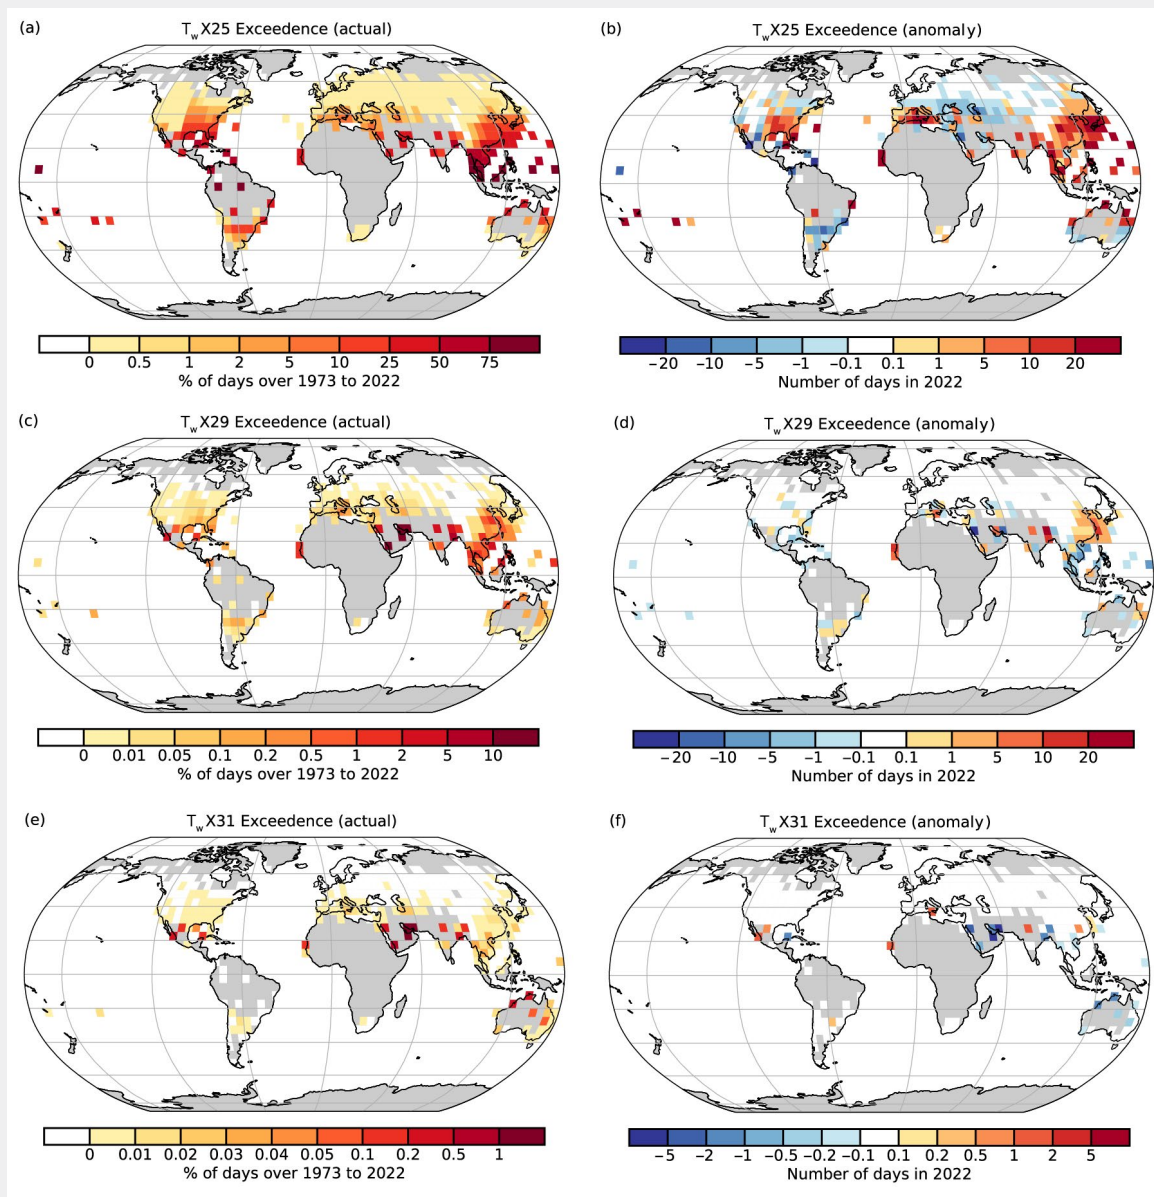 (a)
TwX25 Exceedence (actual)
0 0.5 1 2 5 10 25 50 75
% of days over 1973 to 2022
(b)
TwX25 Exceedence (anomaly)
−20 −10 −5 −1 −0.1 0.1 1 5 10 20
Number of days in 2022
(c)
TwX29 Exceedence (actual)
0 0.01 0.05 0.1 0.2 0.5 1 2 5 10
% of days over 1973 to 2022
(d)
TwX29 Exceedence (anomaly)
−20 −10 −5 −1 −0.1 0.1 1 5 10 20
Number of days in 2022
(e)
TwX31 Exceedence (actual)
0 0.01 0.02 0.03 0.04 0.05 0.1 0.2 0.5 1
% of days over 1973 to 2022
(f)
TwX31 Exceedence (anomaly)
−5 −2 −1 −0.5 −0.2 −0.1 0.1 0.2 0.5 1 2 5
Number of days in 2022